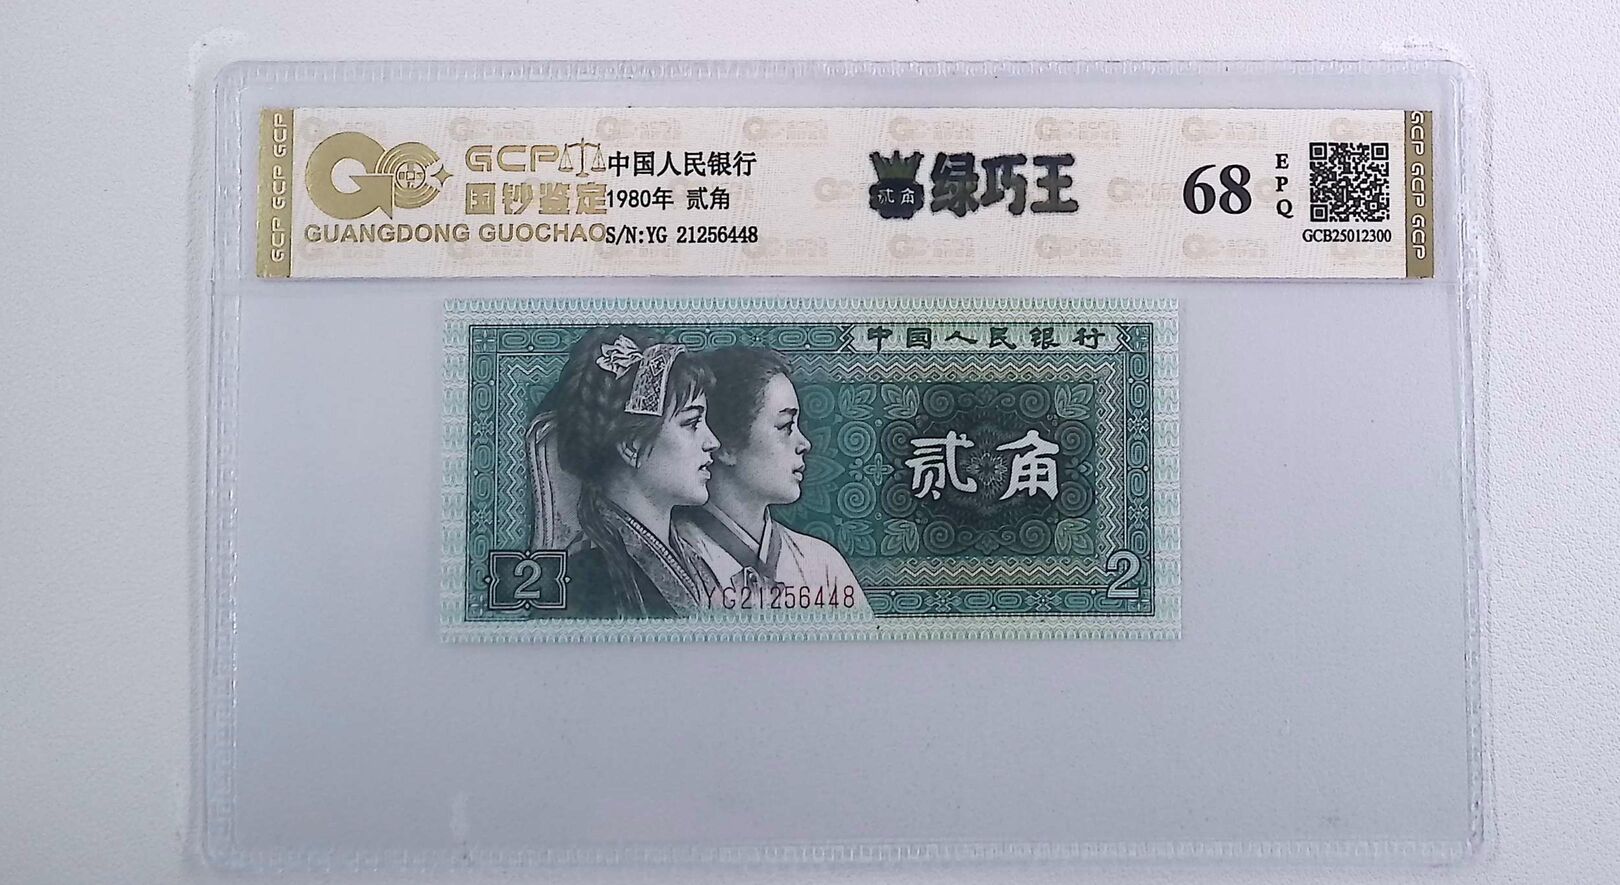 GCP GCP GCP
GC
GCP
国钞鉴定
GUANGDONG GUOCHAO
中国人民银行
1980年 贰角
S/N:YG 21256448
贰角
绿巧王
68
EPQ
GCB25012300
GCP GCP GCP
中国人民银行
贰角
2
YG21256448
2